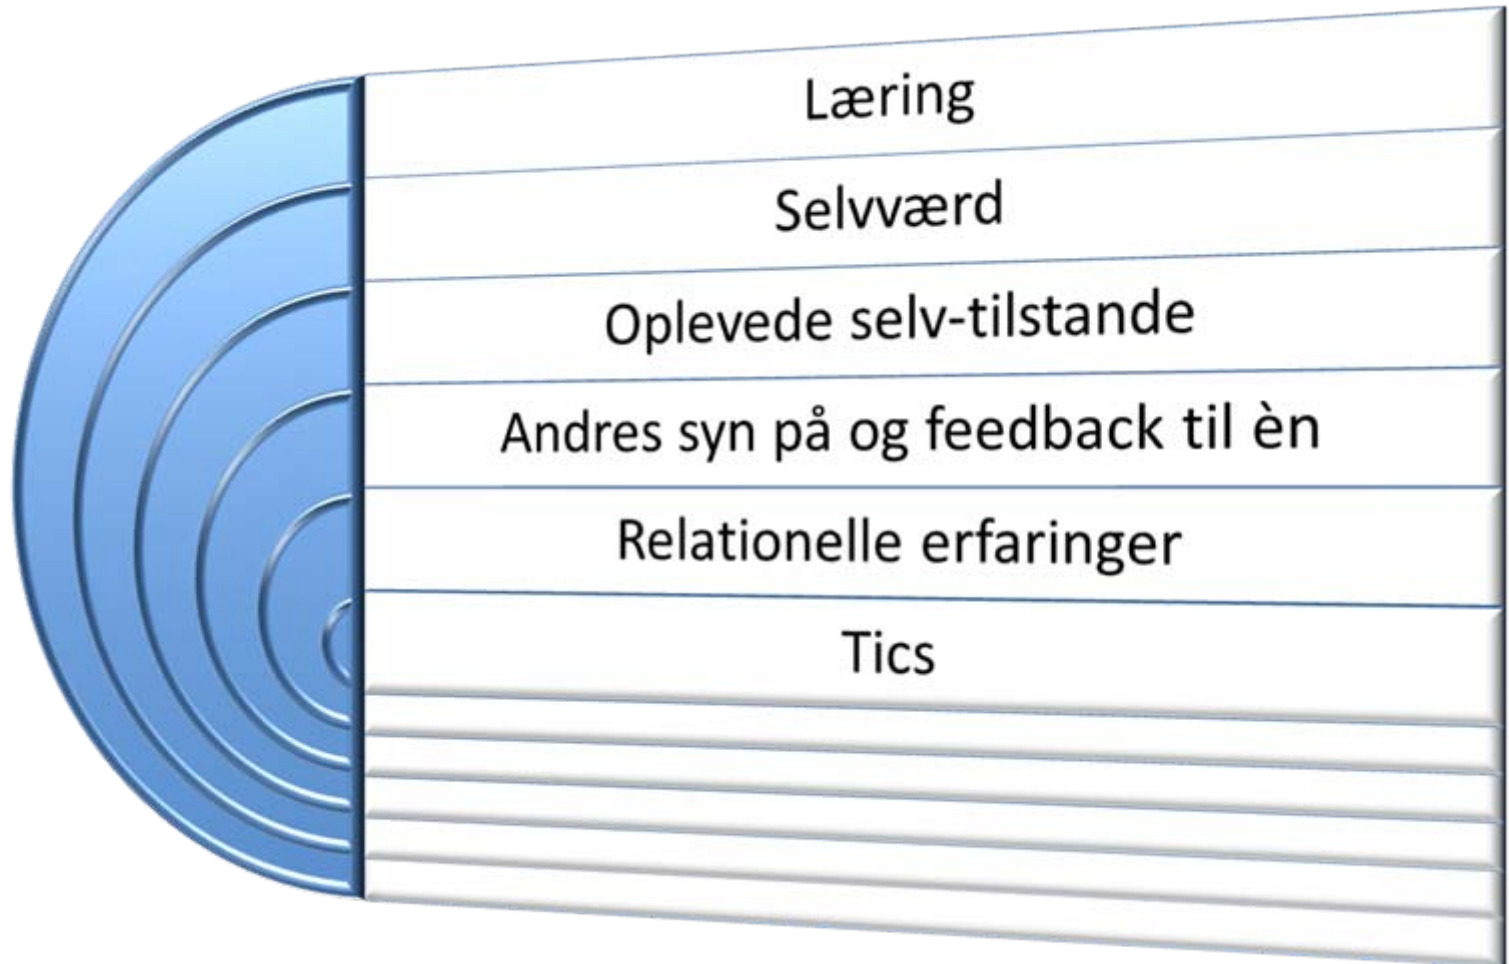 Læring
Selvværd
Oplevede selv-tilstande
Andres syn på og feedback til èn
Relationelle erfaringer
Tics